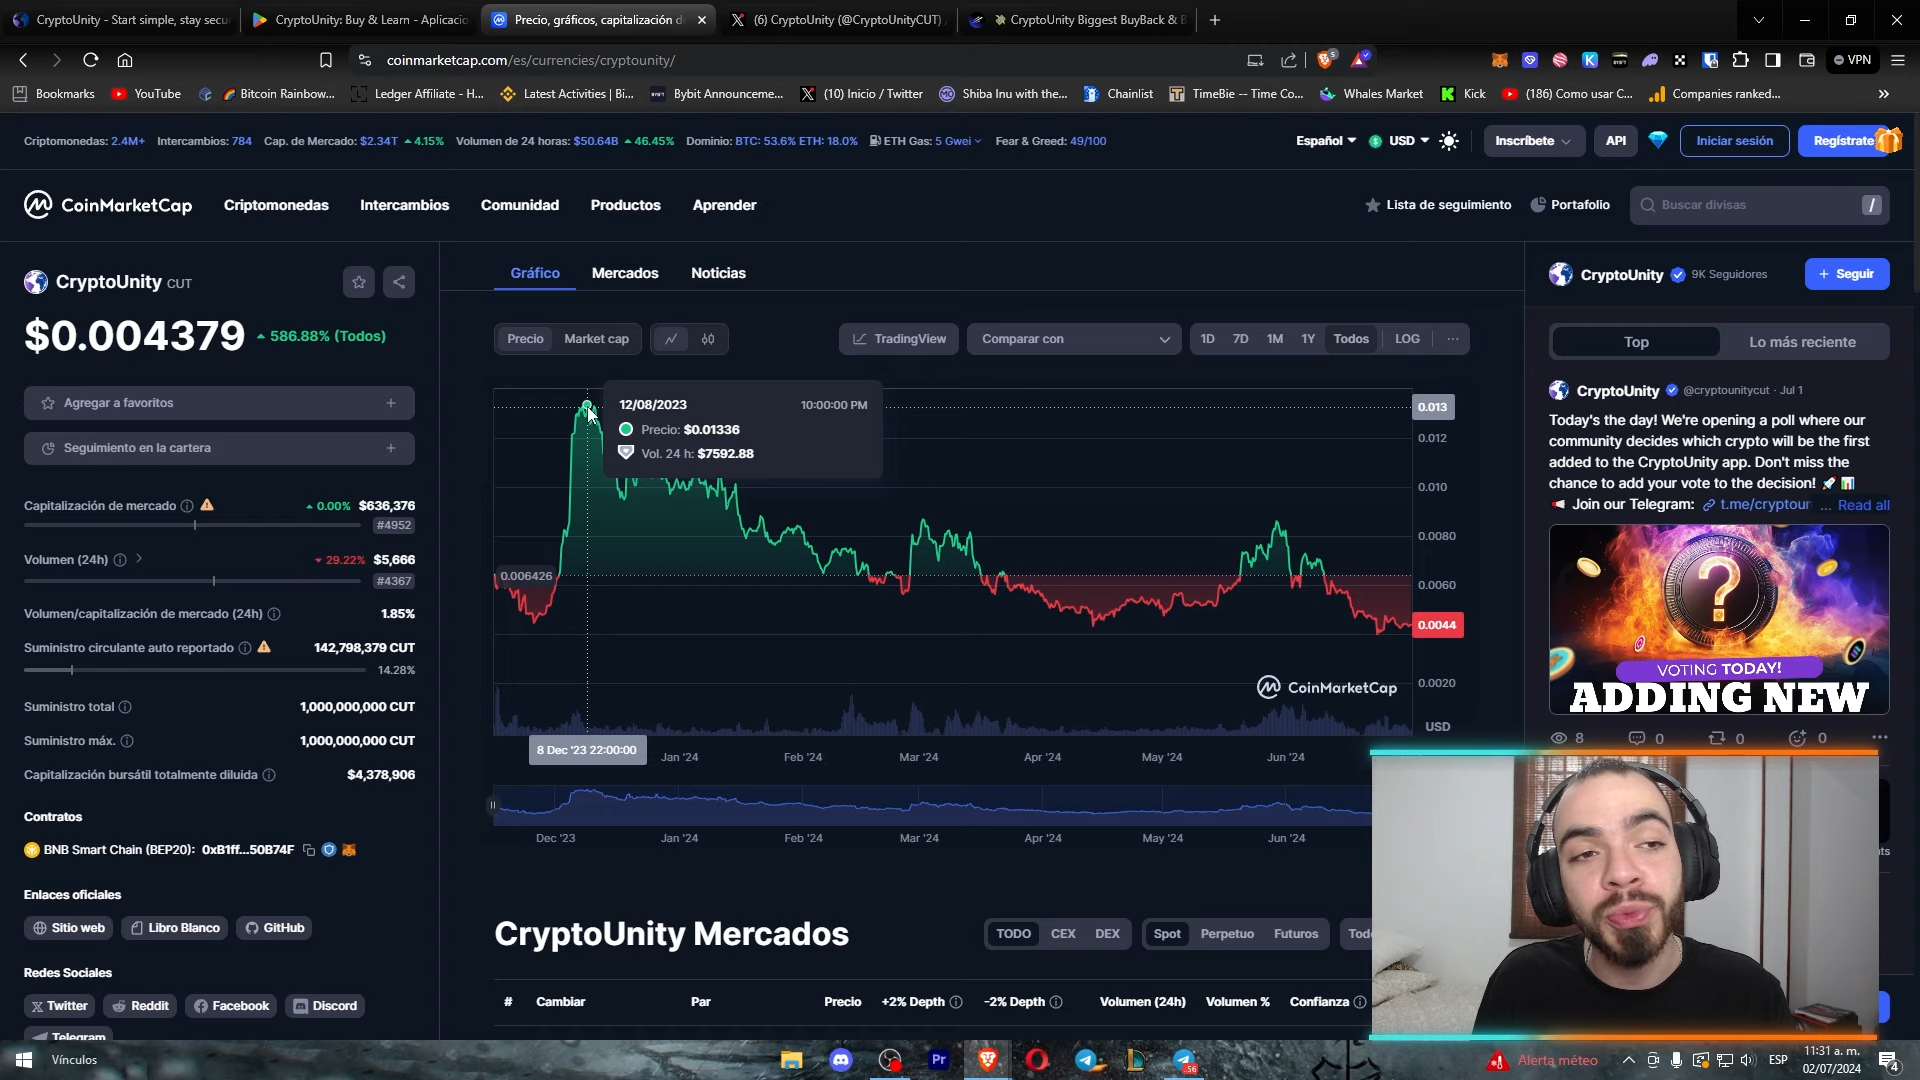 CryptoUnity - Start simple, stay secur
CryptoUnity: Buy & Learn - Aplicacio
Precio, gráficos, capitalización d
(6) CryptoUnity (@CryptoUnityCUT)
CryptoUnity Biggest BuyBack & B
coinmarketcap.com/es/currencies/cryptounity/
VPN
Bookmarks
YouTube
Bitcoin Rainbow...
Ledger Affiliate - H...
Latest Activities | Bi...
Bybit Announceme...
(10) Inicio / Twitter
Shiba Inu with the...
Chainlist
TimeBie -- Time Co...
Whales Market
Kick
(186) Como usar C...
Companies ranked...
Criptomonedas: 2.4M+
Intercambios: 784
Cap. de Mercado: $2.34T 4.15%
Volumen de 24 horas: $50.64B 46.45%
Dominio: BTC: 53.6% ETH: 18.0%
ETH Gas: 5 Gwei
Fear & Greed: 49/100
Español
USD
Inscríbete
API
Iniciar sesión
Regístrate
CoinMarketCap
Criptomonedas
Intercambios
Comunidad
Productos
Aprender
Lista de seguimiento
Portafolio
Buscar divisas
/
CryptoUnity CUT
$0.004379 586.88% (Todos)
Agregar a favoritos +
Seguimiento en la cartera +
Capitalización de mercado 0.00% $636,376
#4952
Volumen (24h) 29.22% $5,666
#4367
Volumen/capitalización de mercado (24h) 1.85%
Suministro circulante auto reportado 142,798,379 CUT
14.28%
Suministro total 1,000,000,000 CUT
Suministro máx. 1,000,000,000 CUT
Capitalización bursátil totalmente diluida $4,378,906
Contratos
BNB Smart Chain (BEP20): 0xB1ff...50B74F
Enlaces oficiales
Sitio web
Libro Blanco
GitHub
Redes Sociales
Twitter
Reddit
Facebook
Discord
Telegram
Gráfico
Mercados
Noticias
Precio
Market cap
TradingView
Comparar con
1D
7D
1M
1Y
Todos
LOG
12/08/2023 10:00:00 PM
Precio: $0.01336
Vol. 24 h: $7592.88
0.013
0.012
0.010
0.0080
0.0060
0.0044
0.0020
USD
0.006426
CoinMarketCap
8 Dec '23 22:00:00
Jan '24
Feb '24
Mar '24
Apr '24
May '24
Jun '24
Dec '23
Jan '24
Feb '24
Mar '24
Apr '24
May '24
Jun '24
CryptoUnity Mercados
TODO
CEX
DEX
Spot
Perpetuo
Futuros
# Cambiar Par Precio +2% Depth -2% Depth Volumen (24h) Volumen % Confianza
CryptoUnity 9K Seguidores
+ Seguir
Top
Lo más reciente
CryptoUnity @cryptounitycut · Jul 1
Today's the day! We're opening a poll where our
community decides which crypto will be the first
added to the CryptoUnity app. Don't miss the
chance to add your vote to the decision!
Join our Telegram: t.me/cryptour ... Read all
?
VOTING TODAY!
ADDING NEW
8 0 0 0
Vínculos
Pr
56
Alerta méteo
ESP
11:31 a. m.
02/07/2024
4